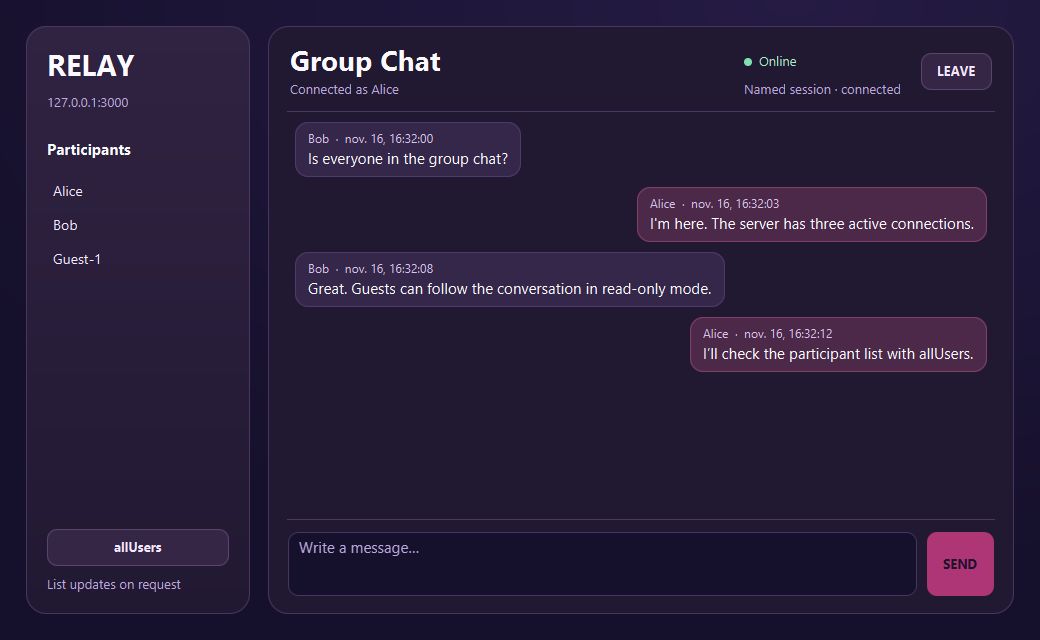 RELAY
127.0.0.1:3000
Participants
Alice
Bob
Guest-1
allUsers
List updates on request
Group Chat
Connected as Alice
Online
Named session · connected
LEAVE
Bob · nov. 16, 16:32:00
Is everyone in the group chat?
Alice · nov. 16, 16:32:03
I'm here. The server has three active connections.
Bob · nov. 16, 16:32:08
Great. Guests can follow the conversation in read-only mode.
Alice · nov. 16, 16:32:12
I’ll check the participant list with allUsers.
Write a message...
SEND